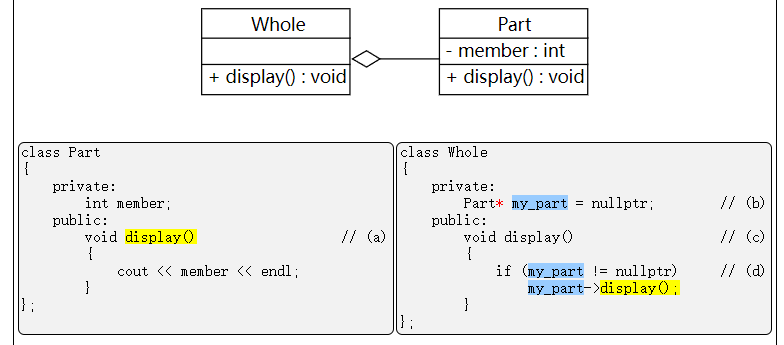 Whole
+ display() : void
Part
- member : int
+ display() : void
class Part
{
    private:
        int member;
    public:
        void display()                  // (a)
        {
            cout << member << endl;
        }
};
class Whole
{
    private:
        Part* my_part = nullptr;        // (b)
    public:
        void display()                  // (c)
        {
            if (my_part != nullptr)     // (d)
                my_part->display();
        }
};